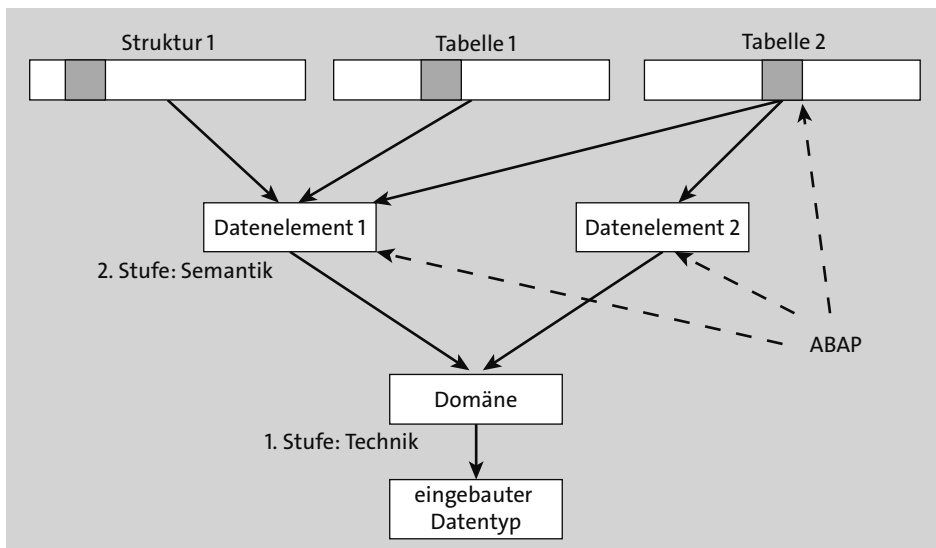 Struktur 1
Tabelle 1
Tabelle 2
Datenelement 1
Datenelement 2
2. Stufe: Semantik
ABAP
Domäne
1. Stufe: Technik
eingebauter
Datentyp